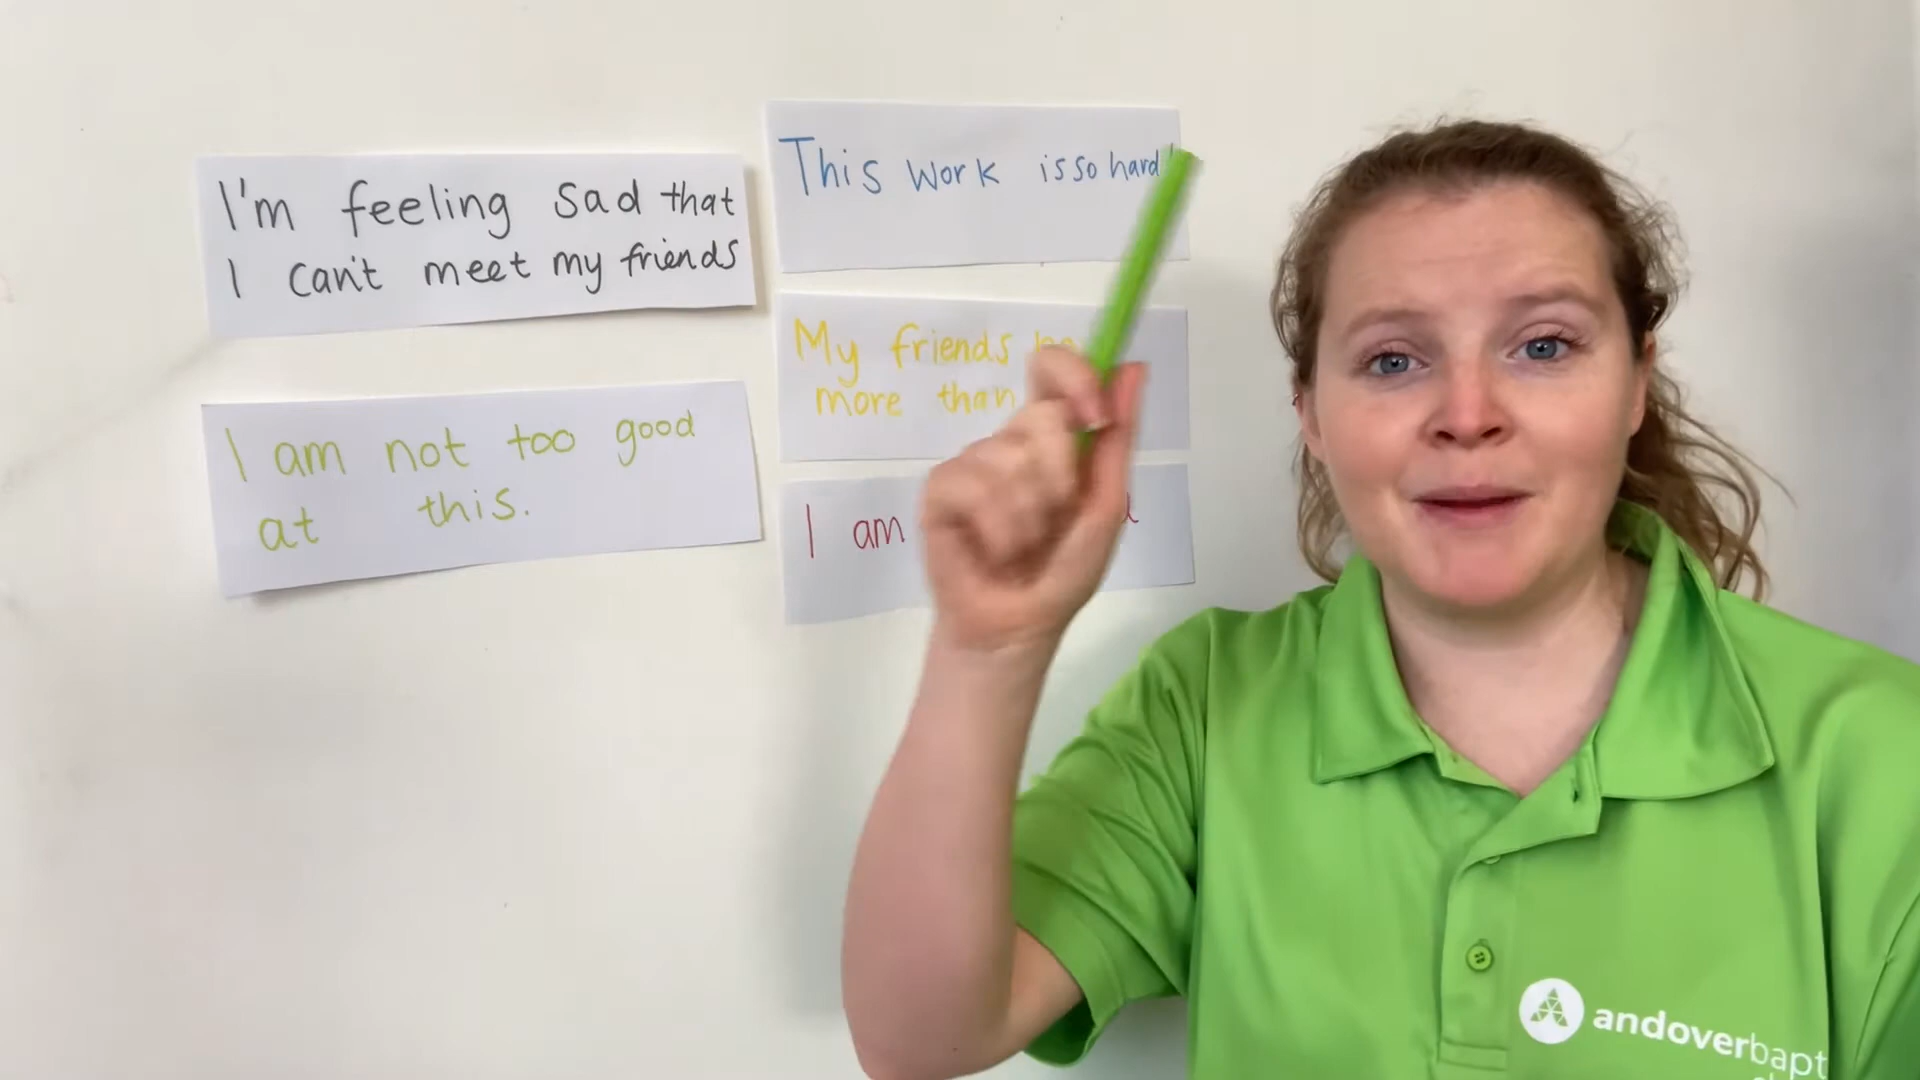 I'm feeling sad that
I can't meet my friends
I am not too good
at this.
This work is so hard
My friends
more than
I am
andoverbapt